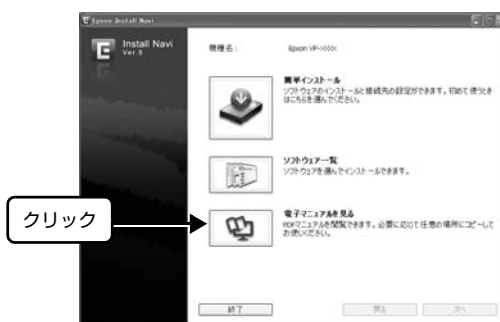 Epson Install Navi
Install Navi
Ver.5
機種名： Epson VP-XXXX
簡単インストール
ソフトウェアのインストールと接続先の設定ができます。初めて使うときはこちらを選んでください。
ソフトウェア一覧
ソフトウェアを選んでインストールできます。
クリック
電子マニュアルを見る
PDFマニュアルを閲覧できます。必要に応じて任意の場所にコピーしてお使いください。
終了
戻る
次へ